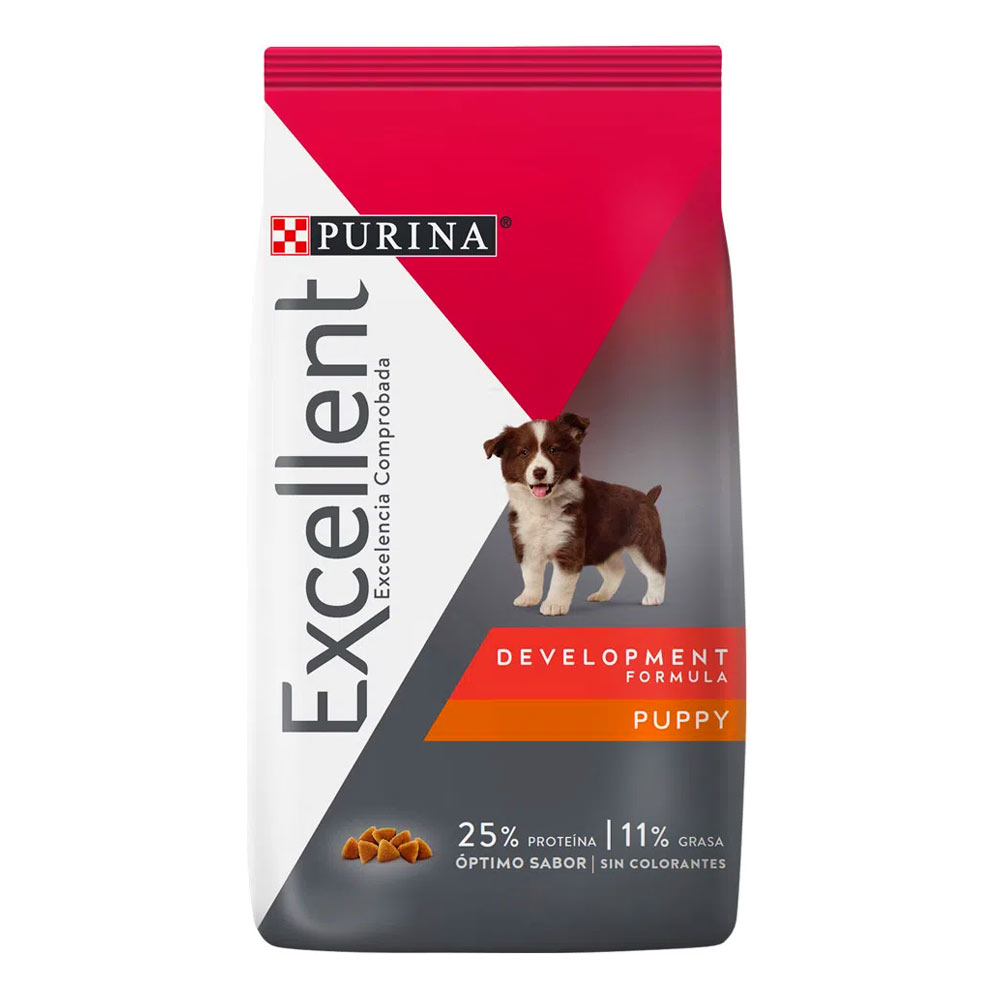 PURINA®
Excellent
Excelencia Comprobada
DEVELOPMENT
FORMULA
PUPPY
25% PROTEÍNA | 11% GRASA
ÓPTIMO SABOR | SIN COLORANTES